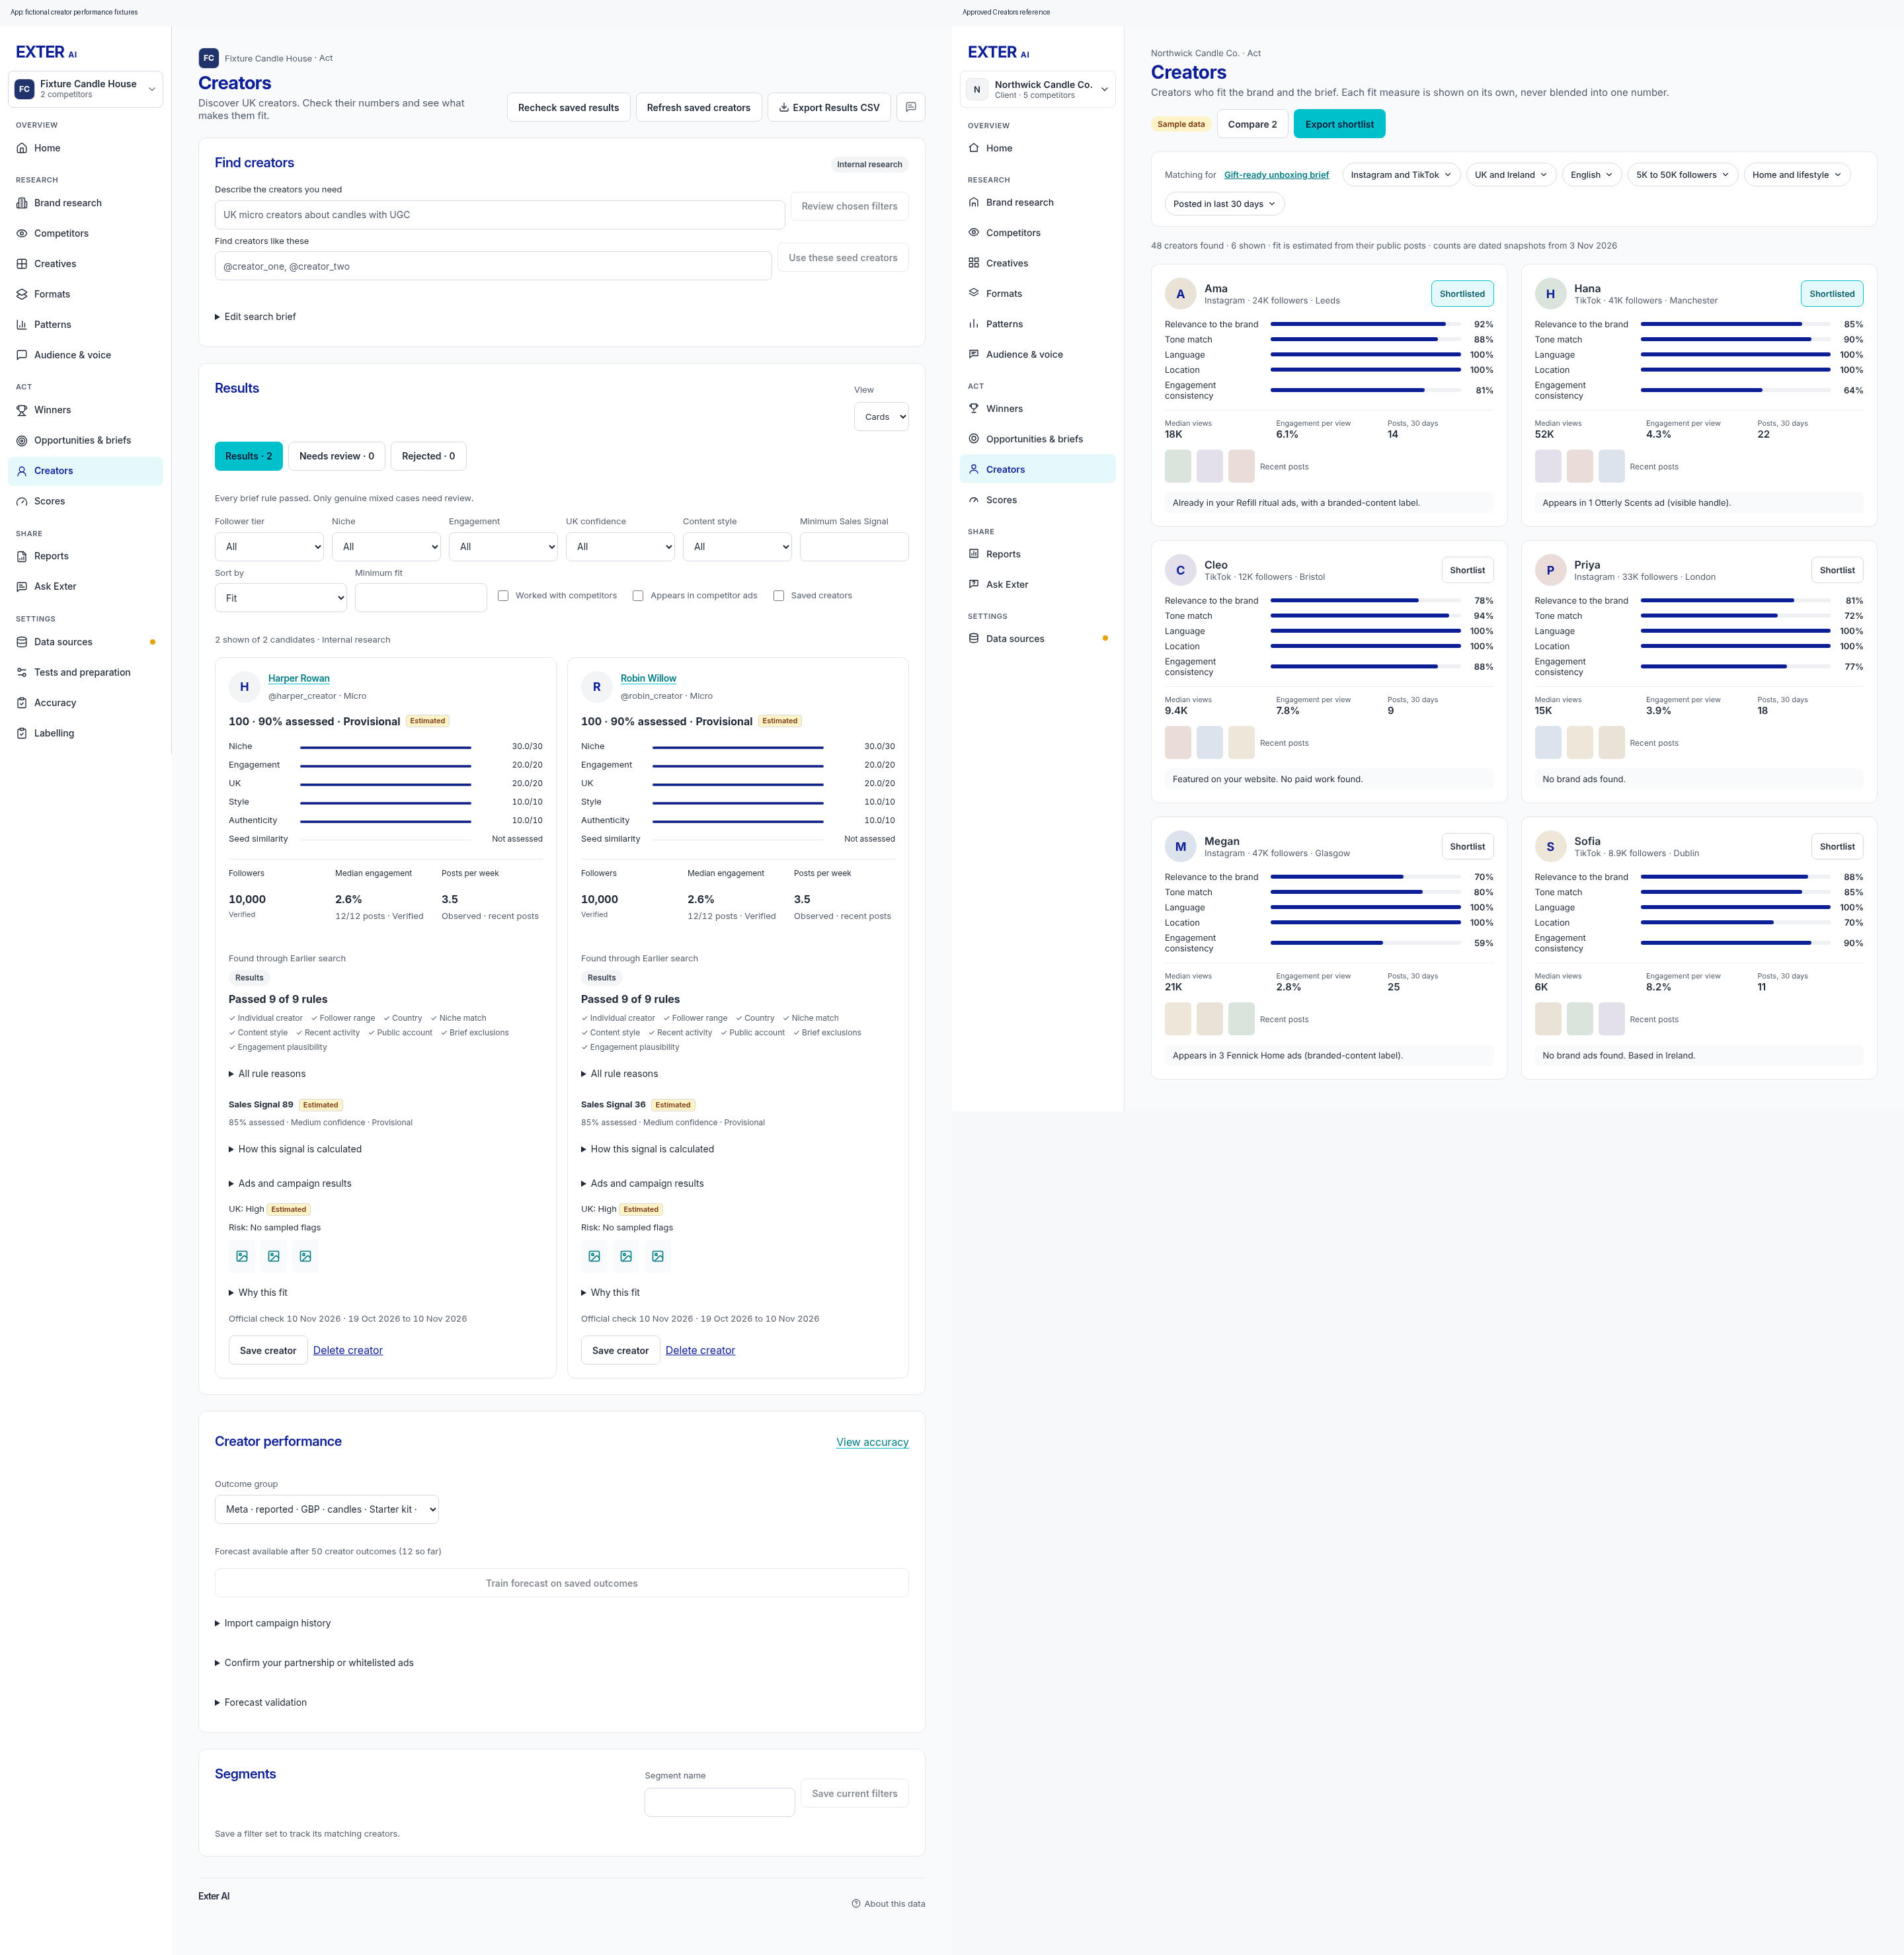 App: fictional creator performance fixtures
EXTER AI
FC
Fixture Candle House
2 competitors
OVERVIEW
Home
RESEARCH
Brand research
Competitors
Creatives
Formats
Patterns
Audience & voice
ACT
Winners
Opportunities & briefs
Creators
Scores
SHARE
Reports
Ask Exter
SETTINGS
Data sources
Tests and preparation
Accuracy
Labelling
FC
Fixture Candle House · Act
Creators
Discover UK creators. Check their numbers and see what
makes them fit.
Recheck saved results
Refresh saved creators
Export Results CSV
Find creators
Internal research
Describe the creators you need
UK micro creators about candles with UGC
Review chosen filters
Find creators like these
@creator_one, @creator_two
Use these seed creators
Edit search brief
Results
View
Cards
Results · 2
Needs review · 0
Rejected · 0
Every brief rule passed. Only genuine mixed cases need review.
Follower tier
Niche
Engagement
UK confidence
Content style
Minimum Sales Signal
All
All
All
All
All
Sort by
Minimum fit
Fit
Worked with competitors
Appears in competitor ads
Saved creators
2 shown of 2 candidates · Internal research
H
Harper Rowan
@harper_creator · Micro
100 · 90% assessed · Provisional Estimated
Niche 30.0/30
Engagement 20.0/20
UK 20.0/20
Style 10.0/10
Authenticity 10.0/10
Seed similarity Not assessed
Followers Median engagement Posts per week
10,000 2.6% 3.5
Verified 12/12 posts · Verified Observed · recent posts
Found through Earlier search
Results
Passed 9 of 9 rules
✓ Individual creator ✓ Follower range ✓ Country ✓ Niche match
✓ Content style ✓ Recent activity ✓ Public account ✓ Brief exclusions
✓ Engagement plausibility
All rule reasons
Sales Signal 89 Estimated
85% assessed · Medium confidence · Provisional
How this signal is calculated
Ads and campaign results
UK: High Estimated
Risk: No sampled flags
Why this fit
Official check 10 Nov 2026 · 19 Oct 2026 to 10 Nov 2026
Save creator Delete creator
R
Robin Willow
@robin_creator · Micro
100 · 90% assessed · Provisional Estimated
Niche 30.0/30
Engagement 20.0/20
UK 20.0/20
Style 10.0/10
Authenticity 10.0/10
Seed similarity Not assessed
Followers Median engagement Posts per week
10,000 2.6% 3.5
Verified 12/12 posts · Verified Observed · recent posts
Found through Earlier search
Results
Passed 9 of 9 rules
✓ Individual creator ✓ Follower range ✓ Country ✓ Niche match
✓ Content style ✓ Recent activity ✓ Public account ✓ Brief exclusions
✓ Engagement plausibility
All rule reasons
Sales Signal 36 Estimated
85% assessed · Medium confidence · Provisional
How this signal is calculated
Ads and campaign results
UK: High Estimated
Risk: No sampled flags
Why this fit
Official check 10 Nov 2026 · 19 Oct 2026 to 10 Nov 2026
Save creator Delete creator
Creator performance
View accuracy
Outcome group
Meta · reported · GBP · candles · Starter kit ·
Forecast available after 50 creator outcomes (12 so far)
Train forecast on saved outcomes
Import campaign history
Confirm your partnership or whitelisted ads
Forecast validation
Segments
Segment name
Save current filters
Save a filter set to track its matching creators.
Exter AI
About this data
Approved Creators reference
EXTER AI
N
Northwick Candle Co.
Client · 5 competitors
OVERVIEW
Home
RESEARCH
Brand research
Competitors
Creatives
Formats
Patterns
Audience & voice
ACT
Winners
Opportunities & briefs
Creators
Scores
SHARE
Reports
Ask Exter
SETTINGS
Data sources
Northwick Candle Co. · Act
Creators
Creators who fit the brand and the brief. Each fit measure is shown on its own, never blended into one number.
Sample data
Compare 2
Export shortlist
Matching for Gift-ready unboxing brief
Instagram and TikTok
UK and Ireland
English
5K to 50K followers
Home and lifestyle
Posted in last 30 days
48 creators found · 6 shown · fit is estimated from their public posts · counts are dated snapshots from 3 Nov 2026
A
Ama
Instagram · 24K followers · Leeds
Shortlisted
Relevance to the brand 92%
Tone match 88%
Language 100%
Location 100%
Engagement
consistency 81%
Median views Engagement per view Posts, 30 days
18K 6.1% 14
Recent posts
Already in your Refill ritual ads, with a branded-content label.
H
Hana
TikTok · 41K followers · Manchester
Shortlisted
Relevance to the brand 85%
Tone match 90%
Language 100%
Location 100%
Engagement
consistency 64%
Median views Engagement per view Posts, 30 days
52K 4.3% 22
Recent posts
Appears in 1 Otterly Scents ad (visible handle).
C
Cleo
TikTok · 12K followers · Bristol
Shortlist
Relevance to the brand 78%
Tone match 94%
Language 100%
Location 100%
Engagement
consistency 88%
Median views Engagement per view Posts, 30 days
9.4K 7.8% 9
Recent posts
Featured on your website. No paid work found.
P
Priya
Instagram · 33K followers · London
Shortlist
Relevance to the brand 81%
Tone match 72%
Language 100%
Location 100%
Engagement
consistency 77%
Median views Engagement per view Posts, 30 days
15K 3.9% 18
Recent posts
No brand ads found.
M
Megan
Instagram · 47K followers · Glasgow
Shortlist
Relevance to the brand 70%
Tone match 80%
Language 100%
Location 100%
Engagement
consistency 59%
Median views Engagement per view Posts, 30 days
21K 2.8% 25
Recent posts
Appears in 3 Fennick Home ads (branded-content label).
S
Sofia
TikTok · 8.9K followers · Dublin
Shortlist
Relevance to the brand 88%
Tone match 85%
Language 100%
Location 70%
Engagement
consistency 90%
Median views Engagement per view Posts, 30 days
6K 8.2% 11
Recent posts
No brand ads found. Based in Ireland.